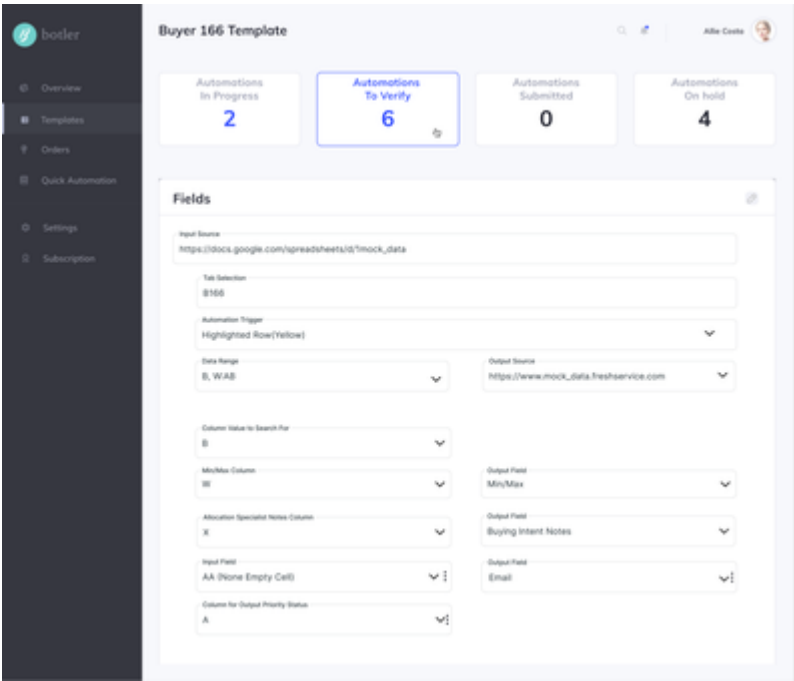 botler
Buyer 166 Template
Allie Coote
Overview
Templates
Orders
Quick Automation
Settings
Subscription
Automations
In Progress
2
Automations
To Verify
6
Automations
Submitted
0
Automations
On hold
4
Fields
Input Source
https://docs.google.com/spreadsheets/d/1mock_data
Tab Selection
B166
Automation Trigger
Highlighted Row(Yellow)
Data Range
B, W:AB
Output Source
https://www.mock_data.freshservice.com
Column Value to Search For
B
Min/Max Column
W
Output Field
Min/Max
Allocation Specialist Notes Column
X
Output Field
Buying Intent Notes
Input Field
AA (None Empty Cell)
Output Field
Email
Column for Output Priority Status
A